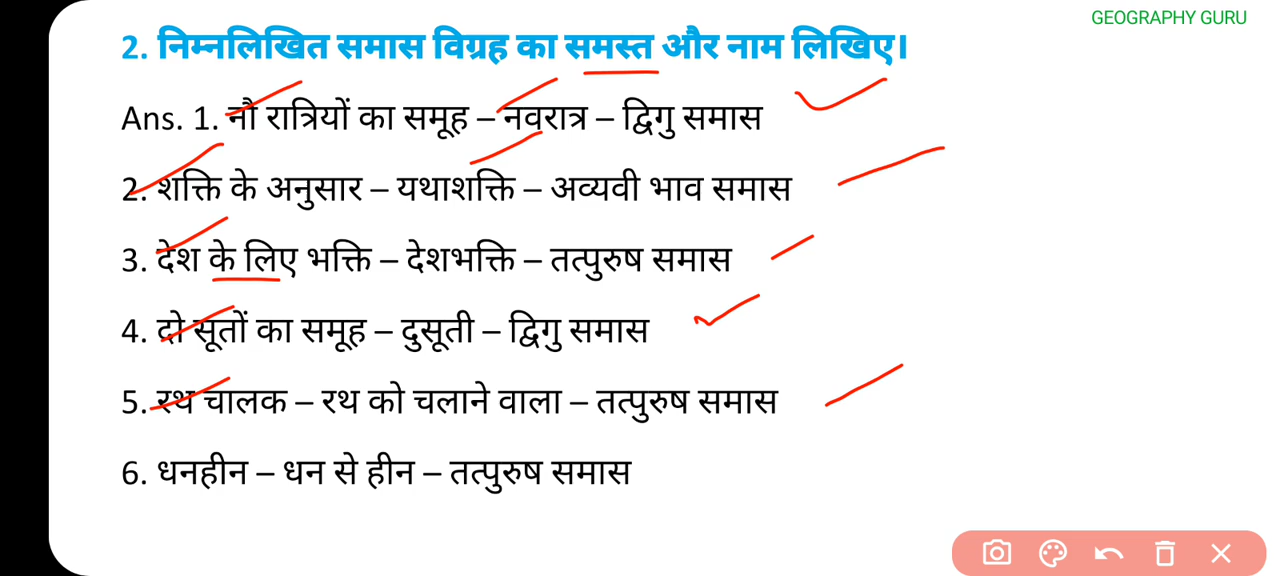 GEOGRAPHY GURU
2. निम्नलिखित समास विग्रह का समस्त और नाम लिखिए।
Ans. 1. नौ रात्रियों का समूह – नवरात्र – द्विगु समास
2. शक्ति के अनुसार – यथाशक्ति – अव्यवी भाव समास
3. देश के लिए भक्ति – देशभक्ति – तत्पुरुष समास
4. दो सूतों का समूह – दुसूती – द्विगु समास
5. रथ चालक – रथ को चलाने वाला – तत्पुरुष समास
6. धनहीन – धन से हीन – तत्पुरुष समास